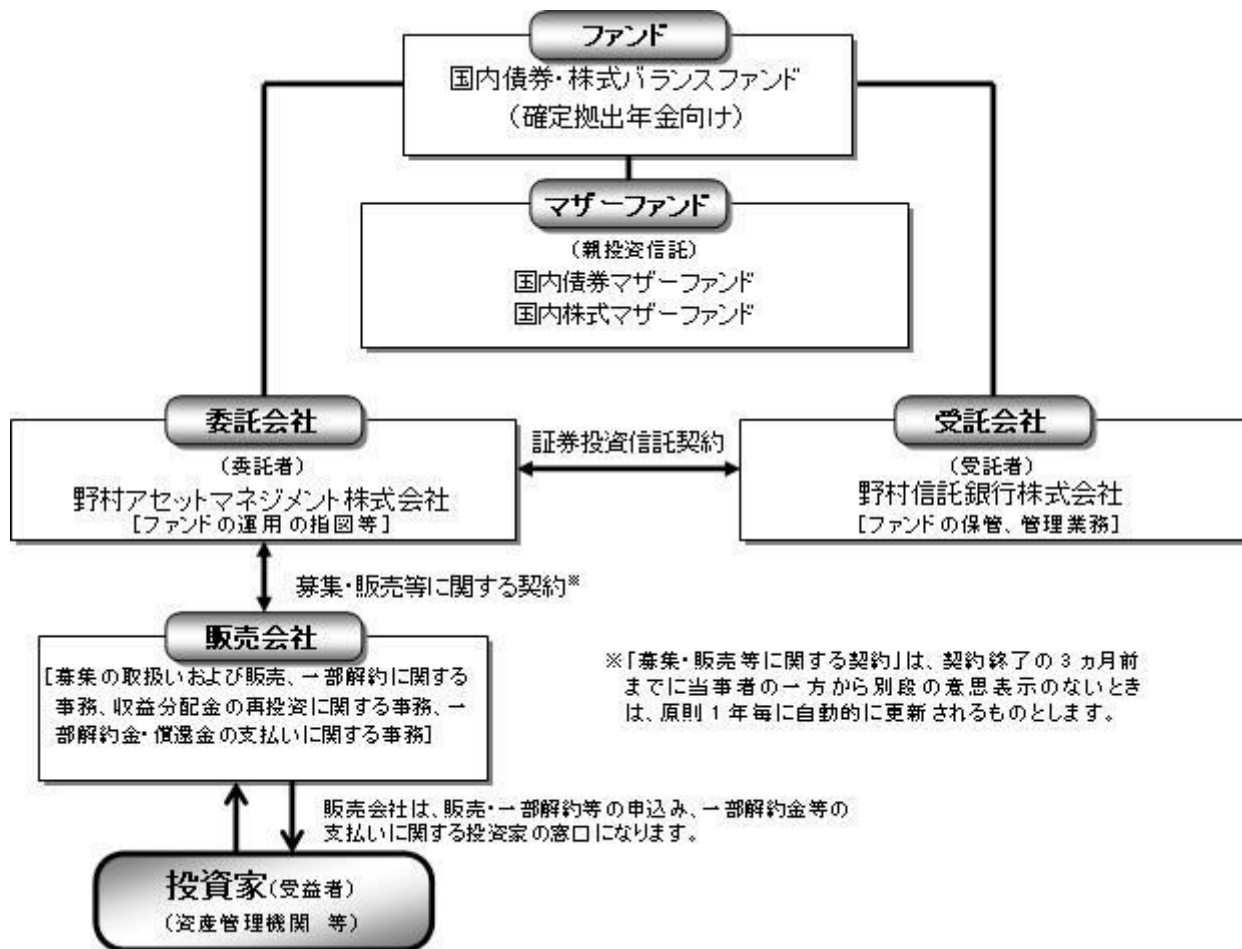 ファンド
国内債券・株式バランスファンド
（確定拠出年金向け）
マザーファンド
（親投資信託）
国内債券マザーファンド
国内株式マザーファンド
委託会社
（委託者）
野村アセットマネジメント株式会社
[ファンドの運用の指図等]
証券投資信託契約
受託会社
（受託者）
野村信託銀行株式会社
[ファンドの保管、管理業務]
募集・販売等に関する契約※
販売会社
[募集の取扱いおよび販売、一部解約に関する
事務、収益分配金の再投資に関する事務、一
部解約金・償還金の支払いに関する事務]
※「募集・販売等に関する契約」は、契約終了の3ヵ月前
までに当事者の一方から別段の意思表示のないとき
は、原則1年毎に自動的に更新されるものとします。
販売会社は、販売・一部解約等の申込み、一部解約金等の
支払いに関する投資家の窓口になります。
投資家（受益者）
（資産管理機関 等）